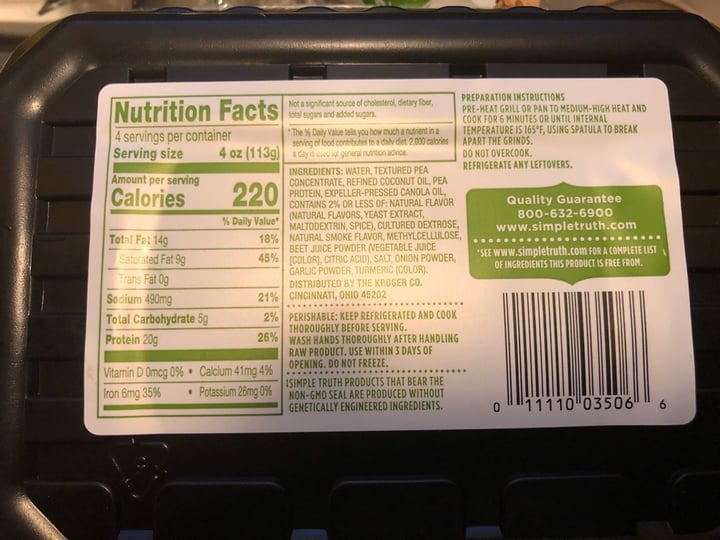 Nutrition Facts
4 servings per container
Serving size 4 oz (113g)
Amount per serving
Calories 220
% Daily Value*
Total Fat 14g 18%
Saturated Fat 9g 45%
Trans Fat 0g
Sodium 490mg 21%
Total Carbohydrate 5g 2%
Protein 20g 26%
Vitamin D 0mcg 0% • Calcium 41mg 4%
Iron 6mg 35% • Potassium 26mg 0%
Not a significant source of cholesterol, dietary fiber,
total sugars and added sugars.
* The % Daily Value tells you how much a nutrient in a
serving of food contributes to a daily diet. 2,000 calories
a day is used for general nutrition advice.
INGREDIENTS: WATER, TEXTURED PEA
CONCENTRATE, REFINED COCONUT OIL, PEA
PROTEIN, EXPELLER-PRESSED CANOLA OIL,
CONTAINS 2% OR LESS OF: NATURAL FLAVOR
(NATURAL FLAVORS, YEAST EXTRACT,
MALTODEXTRIN, SPICE), CULTURED DEXTROSE,
NATURAL SMOKE FLAVOR, METHYLCELLULOSE,
BEET JUICE POWDER (VEGETABLE JUICE
[COLOR], CITRIC ACID), SALT, ONION POWDER,
GARLIC POWDER, TURMERIC (COLOR).
DISTRIBUTED BY THE KROGER CO.
CINCINNATI, OHIO 45202
PERISHABLE: KEEP REFRIGERATED AND COOK
THOROUGHLY BEFORE SERVING.
WASH HANDS THOROUGHLY AFTER HANDLING
RAW PRODUCT. USE WITHIN 3 DAYS OF
OPENING. DO NOT FREEZE.
‡SIMPLE TRUTH PRODUCTS THAT BEAR THE
NON-GMO SEAL ARE PRODUCED WITHOUT
GENETICALLY ENGINEERED INGREDIENTS.
PREPARATION INSTRUCTIONS
PRE-HEAT GRILL OR PAN TO MEDIUM-HIGH HEAT AND
COOK FOR 6 MINUTES OR UNTIL INTERNAL
TEMPERATURE IS 165°F, USING SPATULA TO BREAK
APART THE GRINDS.
DO NOT OVERCOOK.
REFRIGERATE ANY LEFTOVERS.
Quality Guarantee
800-632-6900
www.simpletruth.com
*SEE www.simpletruth.com FOR A COMPLETE LIST
OF INGREDIENTS THIS PRODUCT IS FREE FROM.
0 11110 03506 6